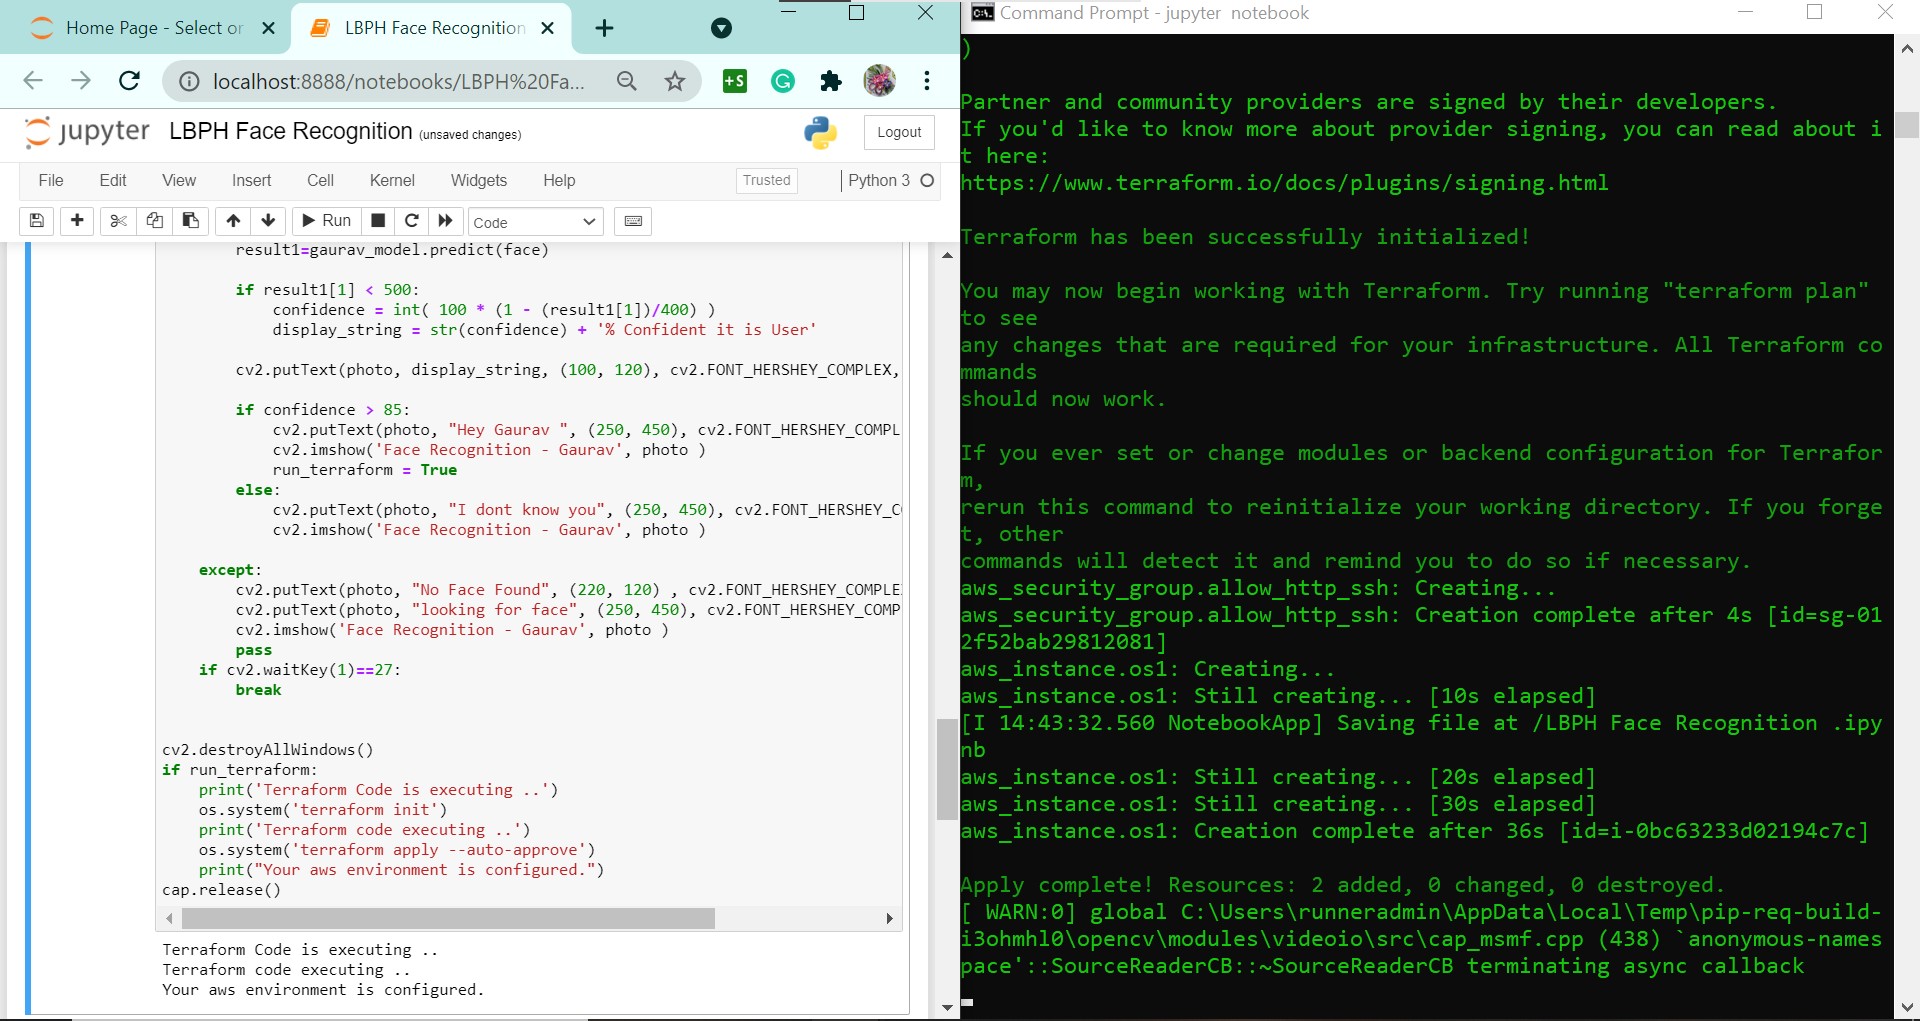 Home Page - Select or
LBPH Face Recognition
localhost:8888/notebooks/LBPH%20Fa...
+S
G
jupyter LBPH Face Recognition (unsaved changes)
Logout
File Edit View Insert Cell Kernel Widgets Help
Trusted
Python 3
Run
Code
result1=gaurav_model.predict(face)
if result1[1] < 500:
confidence = int( 100 * (1 - (result1[1])/400) )
display_string = str(confidence) + '% Confident it is User'
cv2.putText(photo, display_string, (100, 120), cv2.FONT_HERSHEY_COMPLEX,
if confidence > 85:
cv2.putText(photo, "Hey Gaurav ", (250, 450), cv2.FONT_HERSHEY_COMPL
cv2.imshow('Face Recognition - Gaurav', photo )
run_terraform = True
else:
cv2.putText(photo, "I dont know you", (250, 450), cv2.FONT_HERSHEY_C
cv2.imshow('Face Recognition - Gaurav', photo )
except:
cv2.putText(photo, "No Face Found", (220, 120) , cv2.FONT_HERSHEY_COMPLE
cv2.putText(photo, "looking for face", (250, 450), cv2.FONT_HERSHEY_COMP
cv2.imshow('Face Recognition - Gaurav', photo )
pass
if cv2.waitKey(1)==27:
break
cv2.destroyAllWindows()
if run_terraform:
print('Terraform Code is executing ..')
os.system('terraform init')
print('Terraform code executing ..')
os.system('terraform apply --auto-approve')
print("Your aws environment is configured.")
cap.release()
Terraform Code is executing ..
Terraform code executing ..
Your aws environment is configured.
C:\. Command Prompt - jupyter  notebook
)
Partner and community providers are signed by their developers.
If you'd like to know more about provider signing, you can read about i
t here:
https://www.terraform.io/docs/plugins/signing.html
Terraform has been successfully initialized!
You may now begin working with Terraform. Try running "terraform plan"
to see
any changes that are required for your infrastructure. All Terraform co
mmands
should now work.
If you ever set or change modules or backend configuration for Terrafor
m,
rerun this command to reinitialize your working directory. If you forge
t, other
commands will detect it and remind you to do so if necessary.
aws_security_group.allow_http_ssh: Creating...
aws_security_group.allow_http_ssh: Creation complete after 4s [id=sg-01
2f52bab29812081]
aws_instance.os1: Creating...
aws_instance.os1: Still creating... [10s elapsed]
[I 14:43:32.560 NotebookApp] Saving file at /LBPH Face Recognition .ipy
nb
aws_instance.os1: Still creating... [20s elapsed]
aws_instance.os1: Still creating... [30s elapsed]
aws_instance.os1: Creation complete after 36s [id=i-0bc63233d02194c7c]
Apply complete! Resources: 2 added, 0 changed, 0 destroyed.
[ WARN:0] global C:\Users\runneradmin\AppData\Local\Temp\pip-req-build-
i3ohmhl0\opencv\modules\videoio\src\cap_msmf.cpp (438) `anonymous-names
pace'::SourceReaderCB::~SourceReaderCB terminating async callback